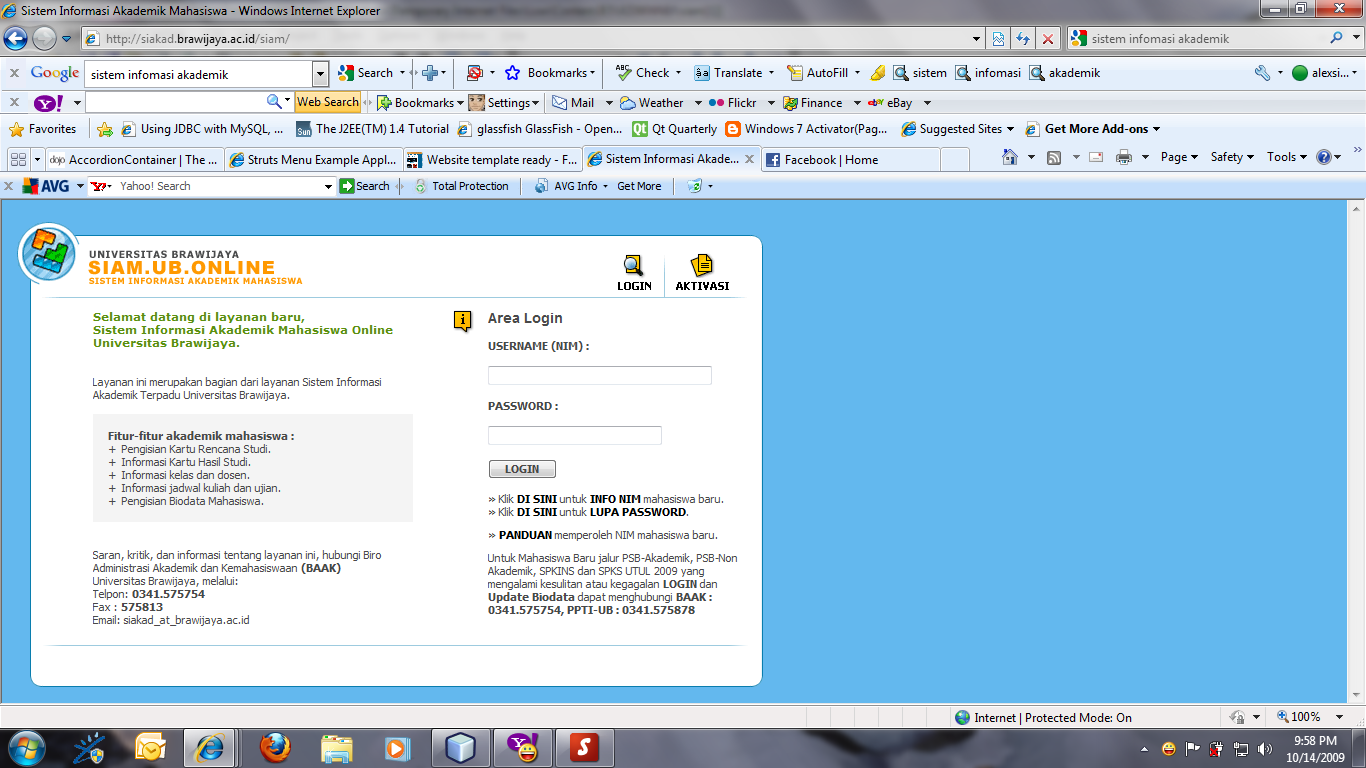 Sistem Informasi Akademik Mahasiswa - Windows Internet Explorer
http://siakad.brawijaya.ac.id/siam/
sistem infomasi akademik
Google sistem infomasi akademik Search Bookmarks ABC Check Translate AutoFill sistem infomasi akademik alexsi...
Y! Web Search Bookmarks Settings Mail Weather Flickr Finance eBay
Favorites Using JDBC with MySQL, ... Sun The J2EE(TM) 1.4 Tutorial glassfish GlassFish - Open... Qt Quarterly Windows 7 Activator(Pag... Suggested Sites Get More Add-ons
dojo AccordionContainer | The ... Struts Menu Example Appl... Website template ready - F... Sistem Informasi Akade... Facebook | Home Page Safety Tools
AVG Yahoo! Search Search Total Protection AVG Info Get More
UNIVERSITAS BRAWIJAYA
SIAM.UB.ONLINE
SISTEM INFORMASI AKADEMIK MAHASISWA
LOGIN AKTIVASI
Selamat datang di layanan baru,
Sistem Informasi Akademik Mahasiswa Online
Universitas Brawijaya.
Layanan ini merupakan bagian dari layanan Sistem Informasi
Akademik Terpadu Universitas Brawijaya.
Fitur-fitur akademik mahasiswa :
+ Pengisian Kartu Rencana Studi.
+ Informasi Kartu Hasil Studi.
+ Informasi kelas dan dosen.
+ Informasi jadwal kuliah dan ujian.
+ Pengisian Biodata Mahasiswa.
Saran, kritik, dan informasi tentang layanan ini, hubungi Biro
Administrasi Akademik dan Kemahasiswaan (BAAK)
Universitas Brawijaya, melalui:
Telpon: 0341.575754
Fax : 575813
Email: siakad_at_brawijaya.ac.id
Area Login
USERNAME (NIM) :
PASSWORD :
LOGIN
» Klik DI SINI untuk INFO NIM mahasiswa baru.
» Klik DI SINI untuk LUPA PASSWORD.
» PANDUAN memperoleh NIM mahasiswa baru.
Untuk Mahasiswa Baru jalur PSB-Akademik, PSB-Non
Akademik, SPKINS dan SPKS UTUL 2009 yang
mengalami kesulitan atau kegagalan LOGIN dan
Update Biodata dapat menghubungi BAAK :
0341.575754, PPTI-UB : 0341.575878
Internet | Protected Mode: On 100%
9:58 PM
10/14/2009